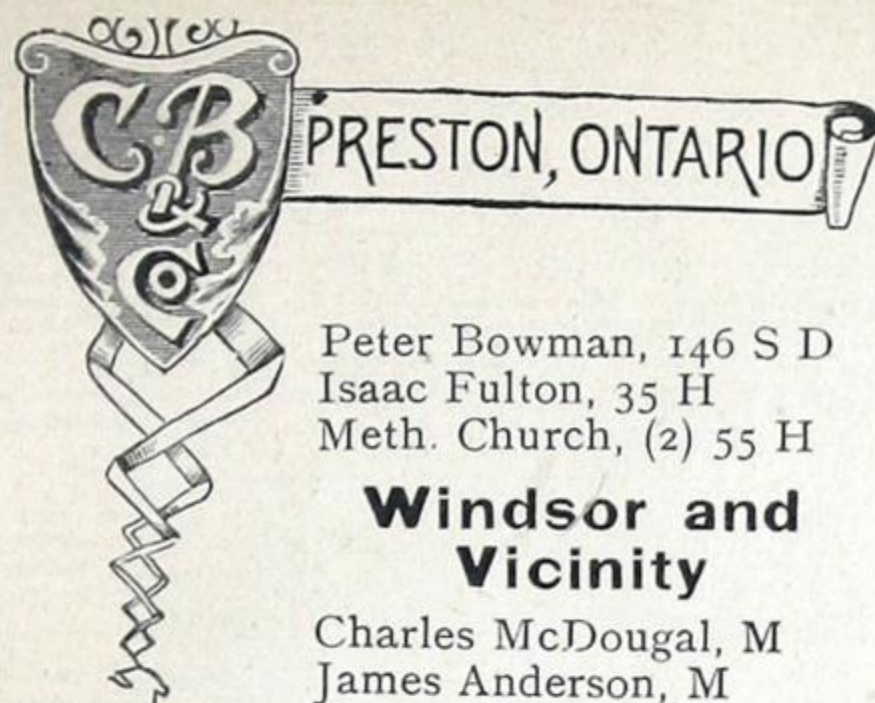 C. B
& Co
PRESTON, ONTARIO
Peter Bowman, 146 S D
Isaac Fulton, 35 H
Meth. Church, (2) 55 H
Windsor and
Vicinity
Charles McDougal, M
James Anderson, M